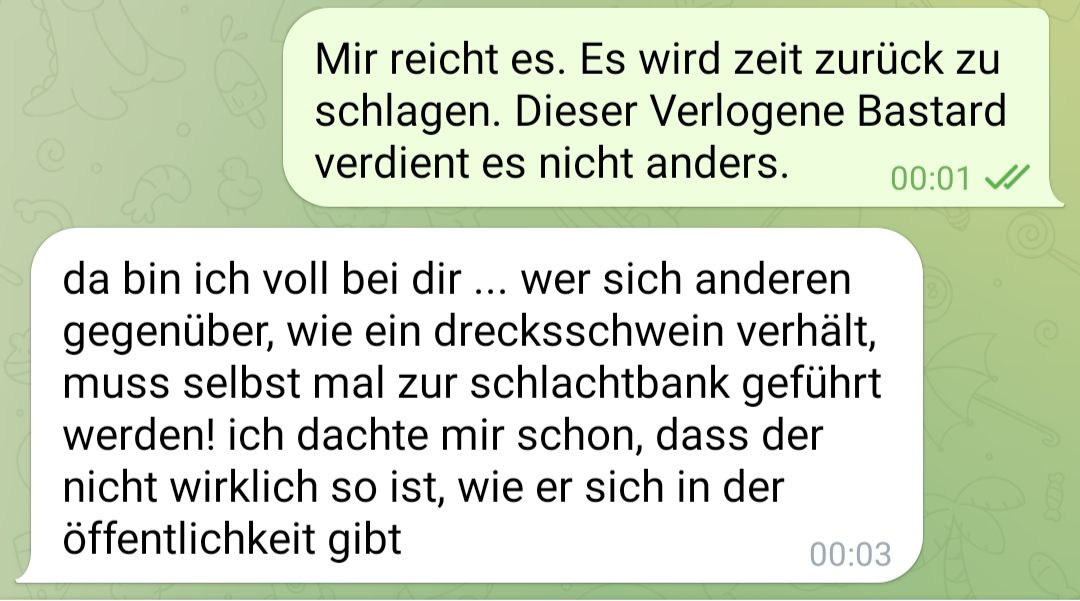 Mir reicht es. Es wird zeit zurück zu
schlagen. Dieser Verlogene Bastard
verdient es nicht anders.
00:01
da bin ich voll bei dir ... wer sich anderen
gegenüber, wie ein drecksschwein verhält,
muss selbst mal zur schlachtbank geführt
werden! ich dachte mir schon, dass der
nicht wirklich so ist, wie er sich in der
öffentlichkeit gibt
00:03